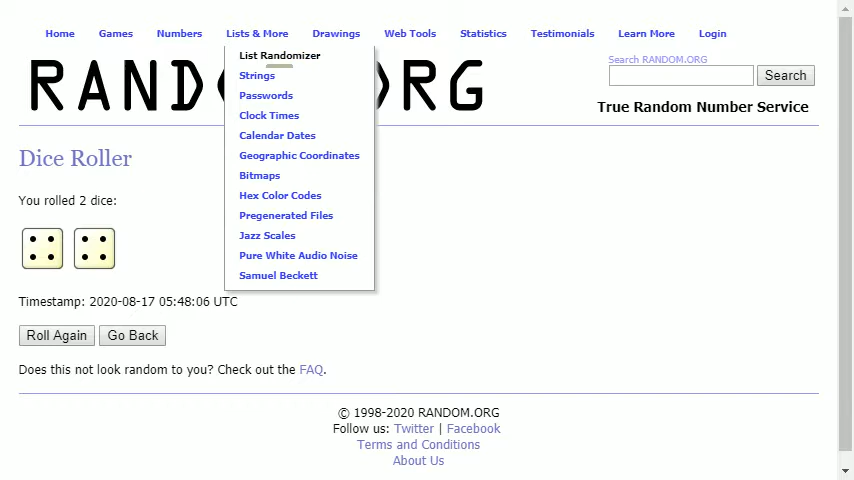 Home Games Numbers Lists & More Drawings Web Tools Statistics Testimonials Learn More Login
List Randomizer
Strings
Passwords
Clock Times
Calendar Dates
Geographic Coordinates
Bitmaps
Hex Color Codes
Pregenerated Files
Jazz Scales
Pure White Audio Noise
Samuel Beckett
Search RANDOM.ORG
Search
True Random Number Service
Dice Roller
You rolled 2 dice:
Timestamp: 2020-08-17 05:48:06 UTC
Roll Again Go Back
Does this not look random to you? Check out the FAQ.
© 1998-2020 RANDOM.ORG
Follow us: Twitter | Facebook
Terms and Conditions
About Us